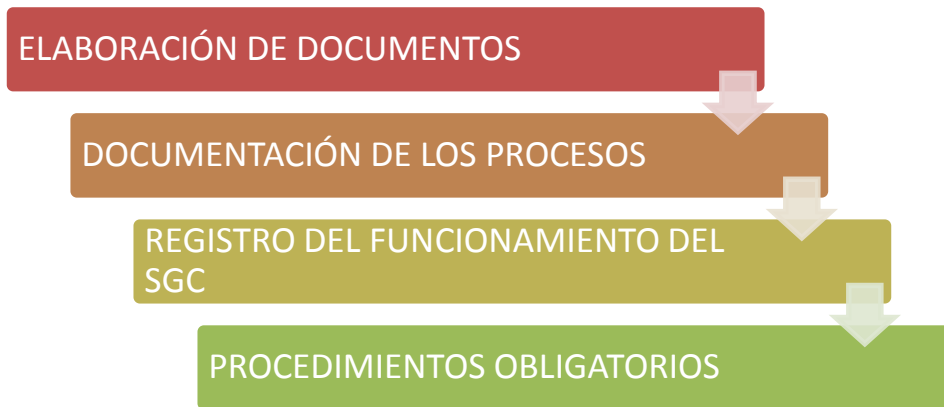 ELABORACIÓN DE DOCUMENTOS
DOCUMENTACIÓN DE LOS PROCESOS
REGISTRO DEL FUNCIONAMIENTO DEL
SGC
PROCEDIMIENTOS OBLIGATORIOS